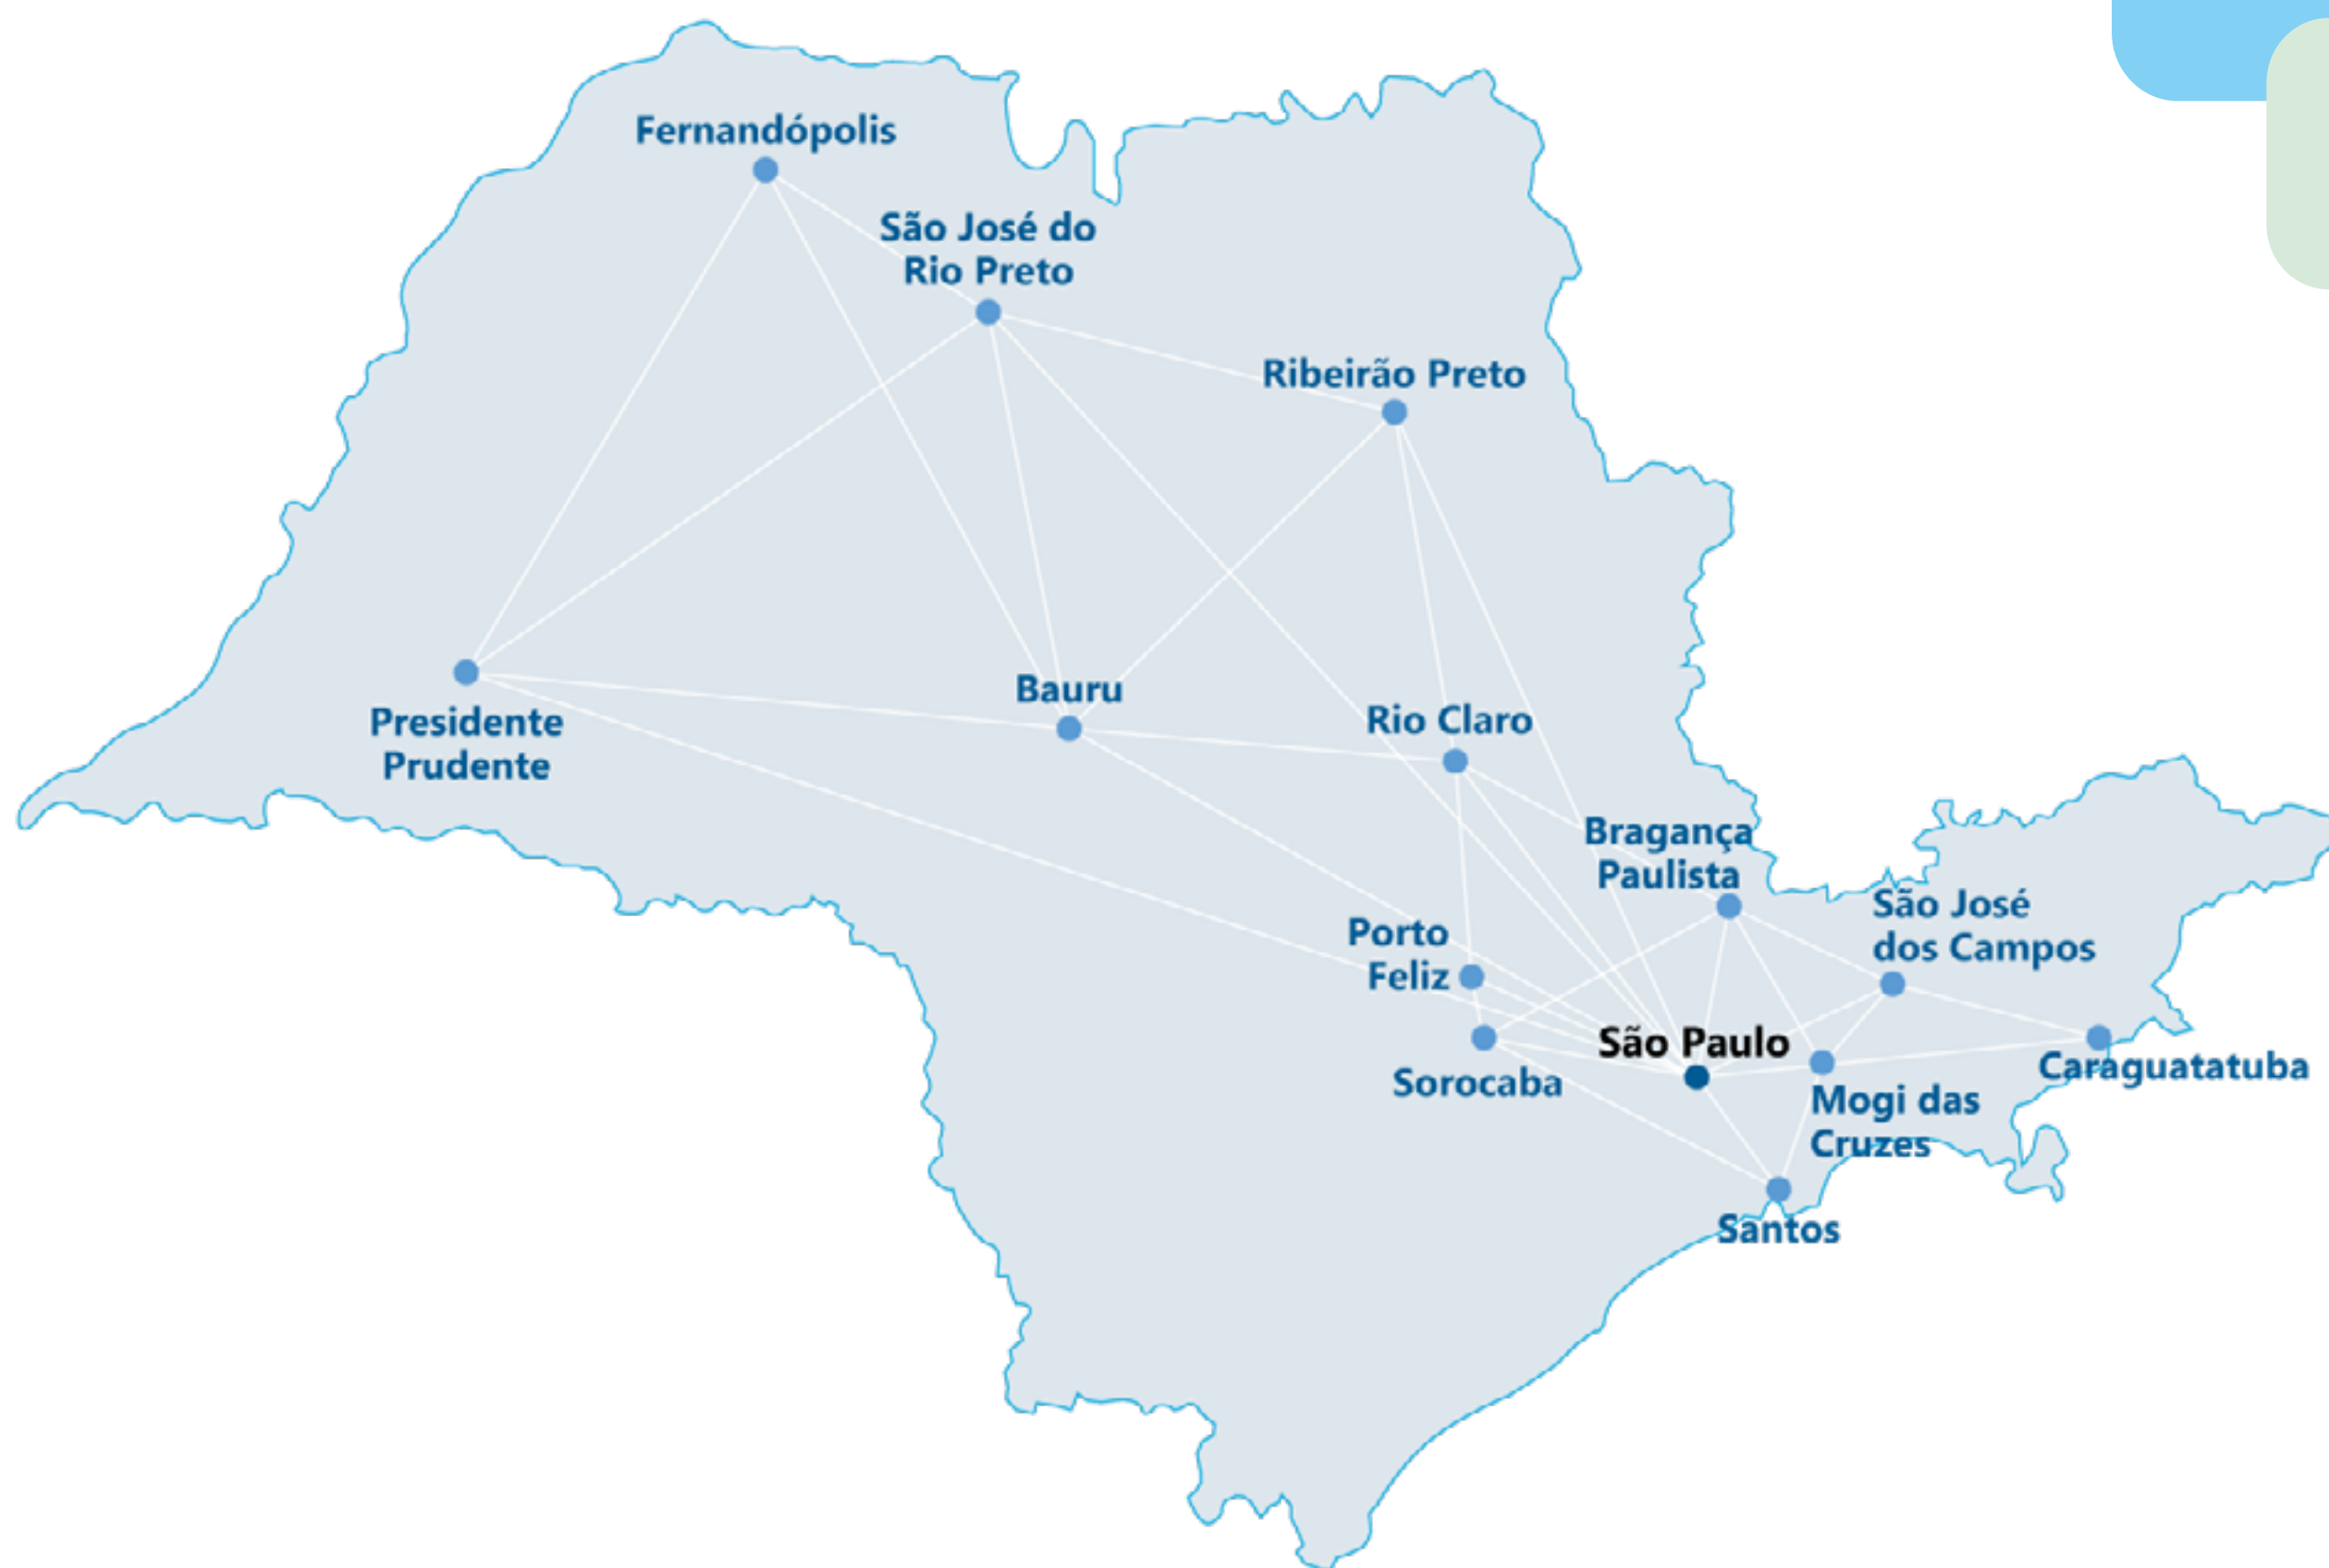 Fernandópolis
São José do
Rio Preto
Ribeirão Preto
Presidente
Prudente
Bauru
Rio Claro
Bragança
Paulista
São José
dos Campos
Porto
Feliz
São Paulo
Sorocaba
Caraguatatuba
Mogi das
Cruzes
Santos